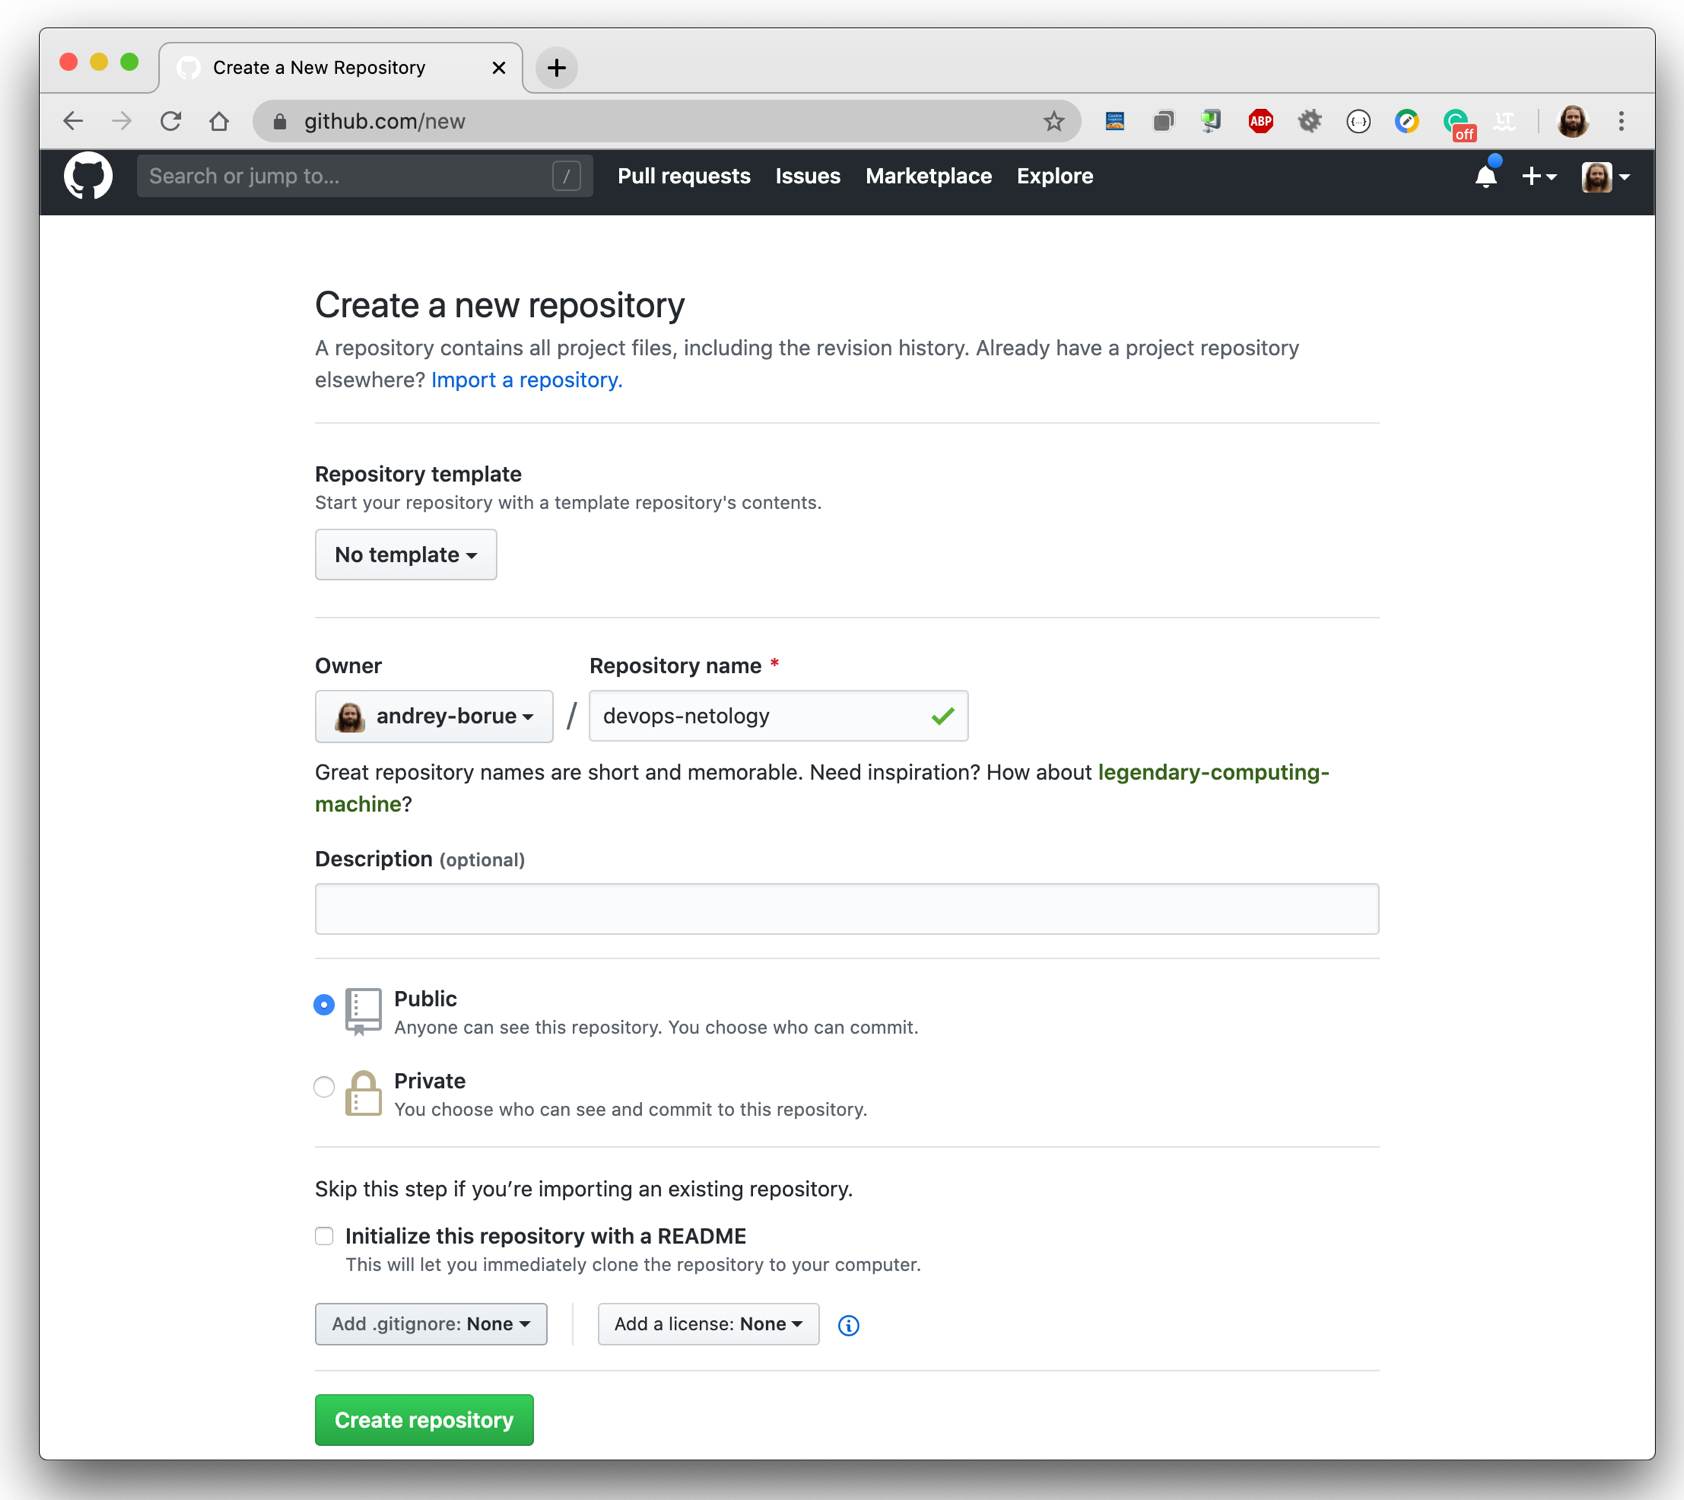 Create a New Repository
github.com/new
ABP
off
Search or jump to... /
Pull requests Issues Marketplace Explore
Create a new repository
A repository contains all project files, including the revision history. Already have a project repository
elsewhere? Import a repository.
Repository template
Start your repository with a template repository's contents.
No template
Owner Repository name *
andrey-borue / devops-netology
Great repository names are short and memorable. Need inspiration? How about legendary-computing-
machine?
Description (optional)
Public
Anyone can see this repository. You choose who can commit.
Private
You choose who can see and commit to this repository.
Skip this step if you’re importing an existing repository.
Initialize this repository with a README
This will let you immediately clone the repository to your computer.
Add .gitignore: None Add a license: None
Create repository